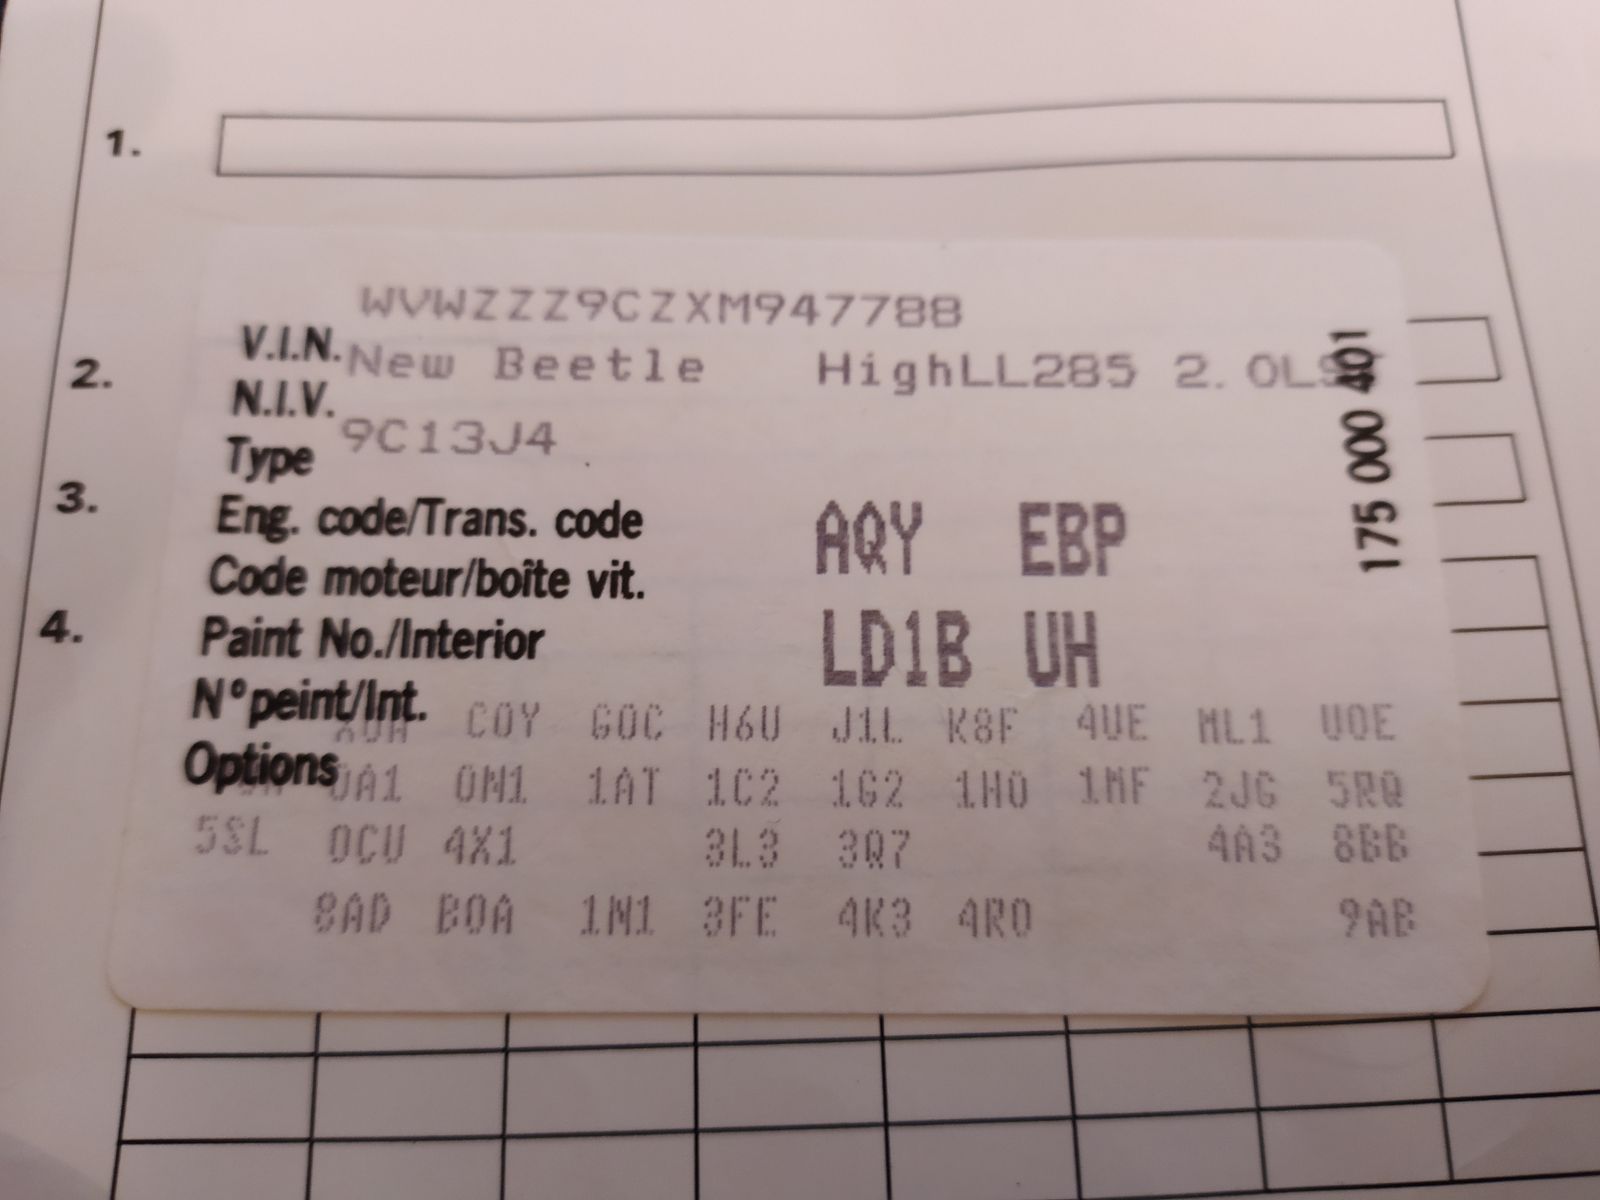 1.
WVWZZZ9CZXM947788
V.I.N.
2.
New Beetle HighLL285 2.0LS
N.I.V.
9C13J4
Type
175 000 401
3.
Eng. code/Trans. code
AQY EBP
Code moteur/boîte vit.
4.
Paint No./Interior
LD1B UH
N° peint/Int.
X0A C0Y G0C H6U J1L K8F 4UE ML1 U0E
Options
0A1 0N1 1AT 1C2 1G2 1H0 1MF 2JG 5RQ
5SL 0CU 4X1 3L3 3Q7 4A3 8BB
8AD B0A 1N1 3FE 4K3 4R0 9AB